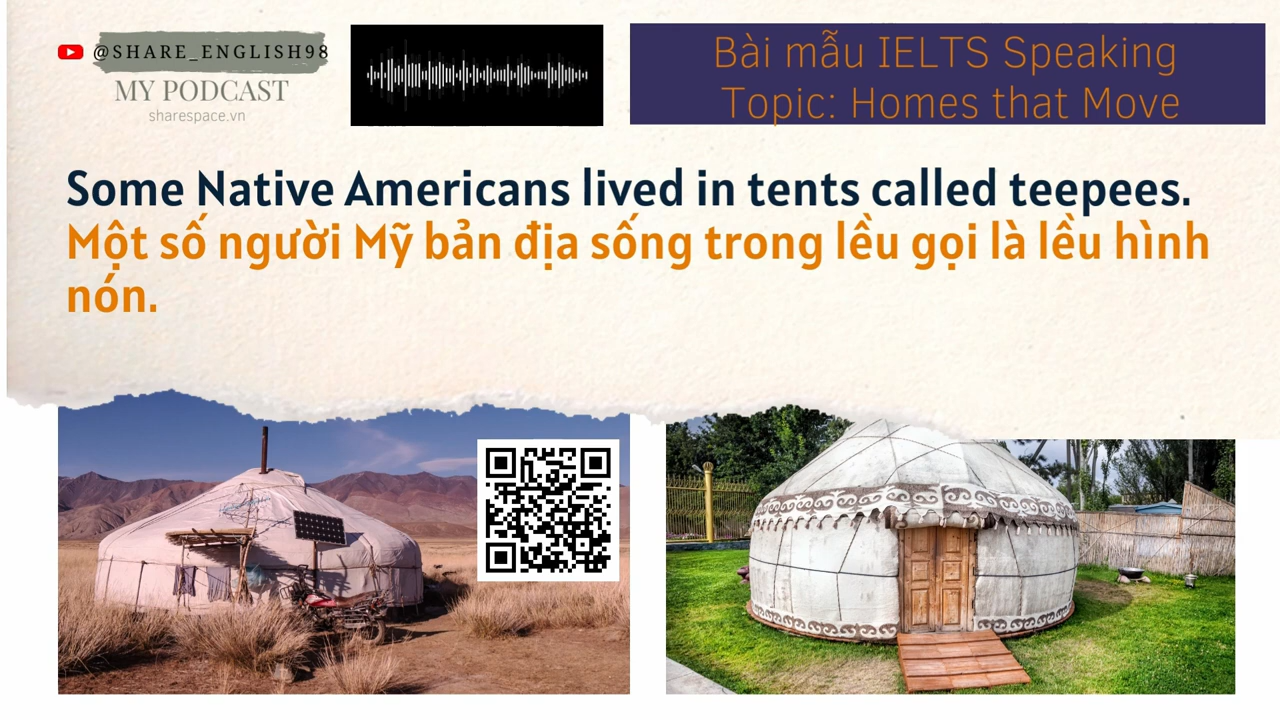 @SHARE_ENGLISH98
MY PODCAST
sharespace.vn
Bài mẫu IELTS Speaking
Topic: Homes that Move
Some Native Americans lived in tents called teepees.
Một số người Mỹ bản địa sống trong lều gọi là lều hình
nón.